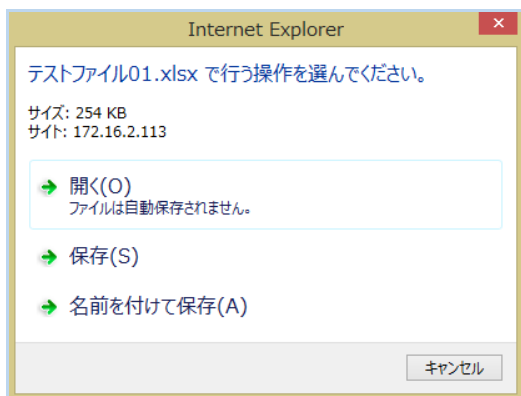 Internet Explorer
テストファイル01.xlsx で行う操作を選んでください。
サイズ: 254 KB
サイト: 172.16.2.113
開く(O)
ファイルは自動保存されません。
保存(S)
名前を付けて保存(A)
キャンセル